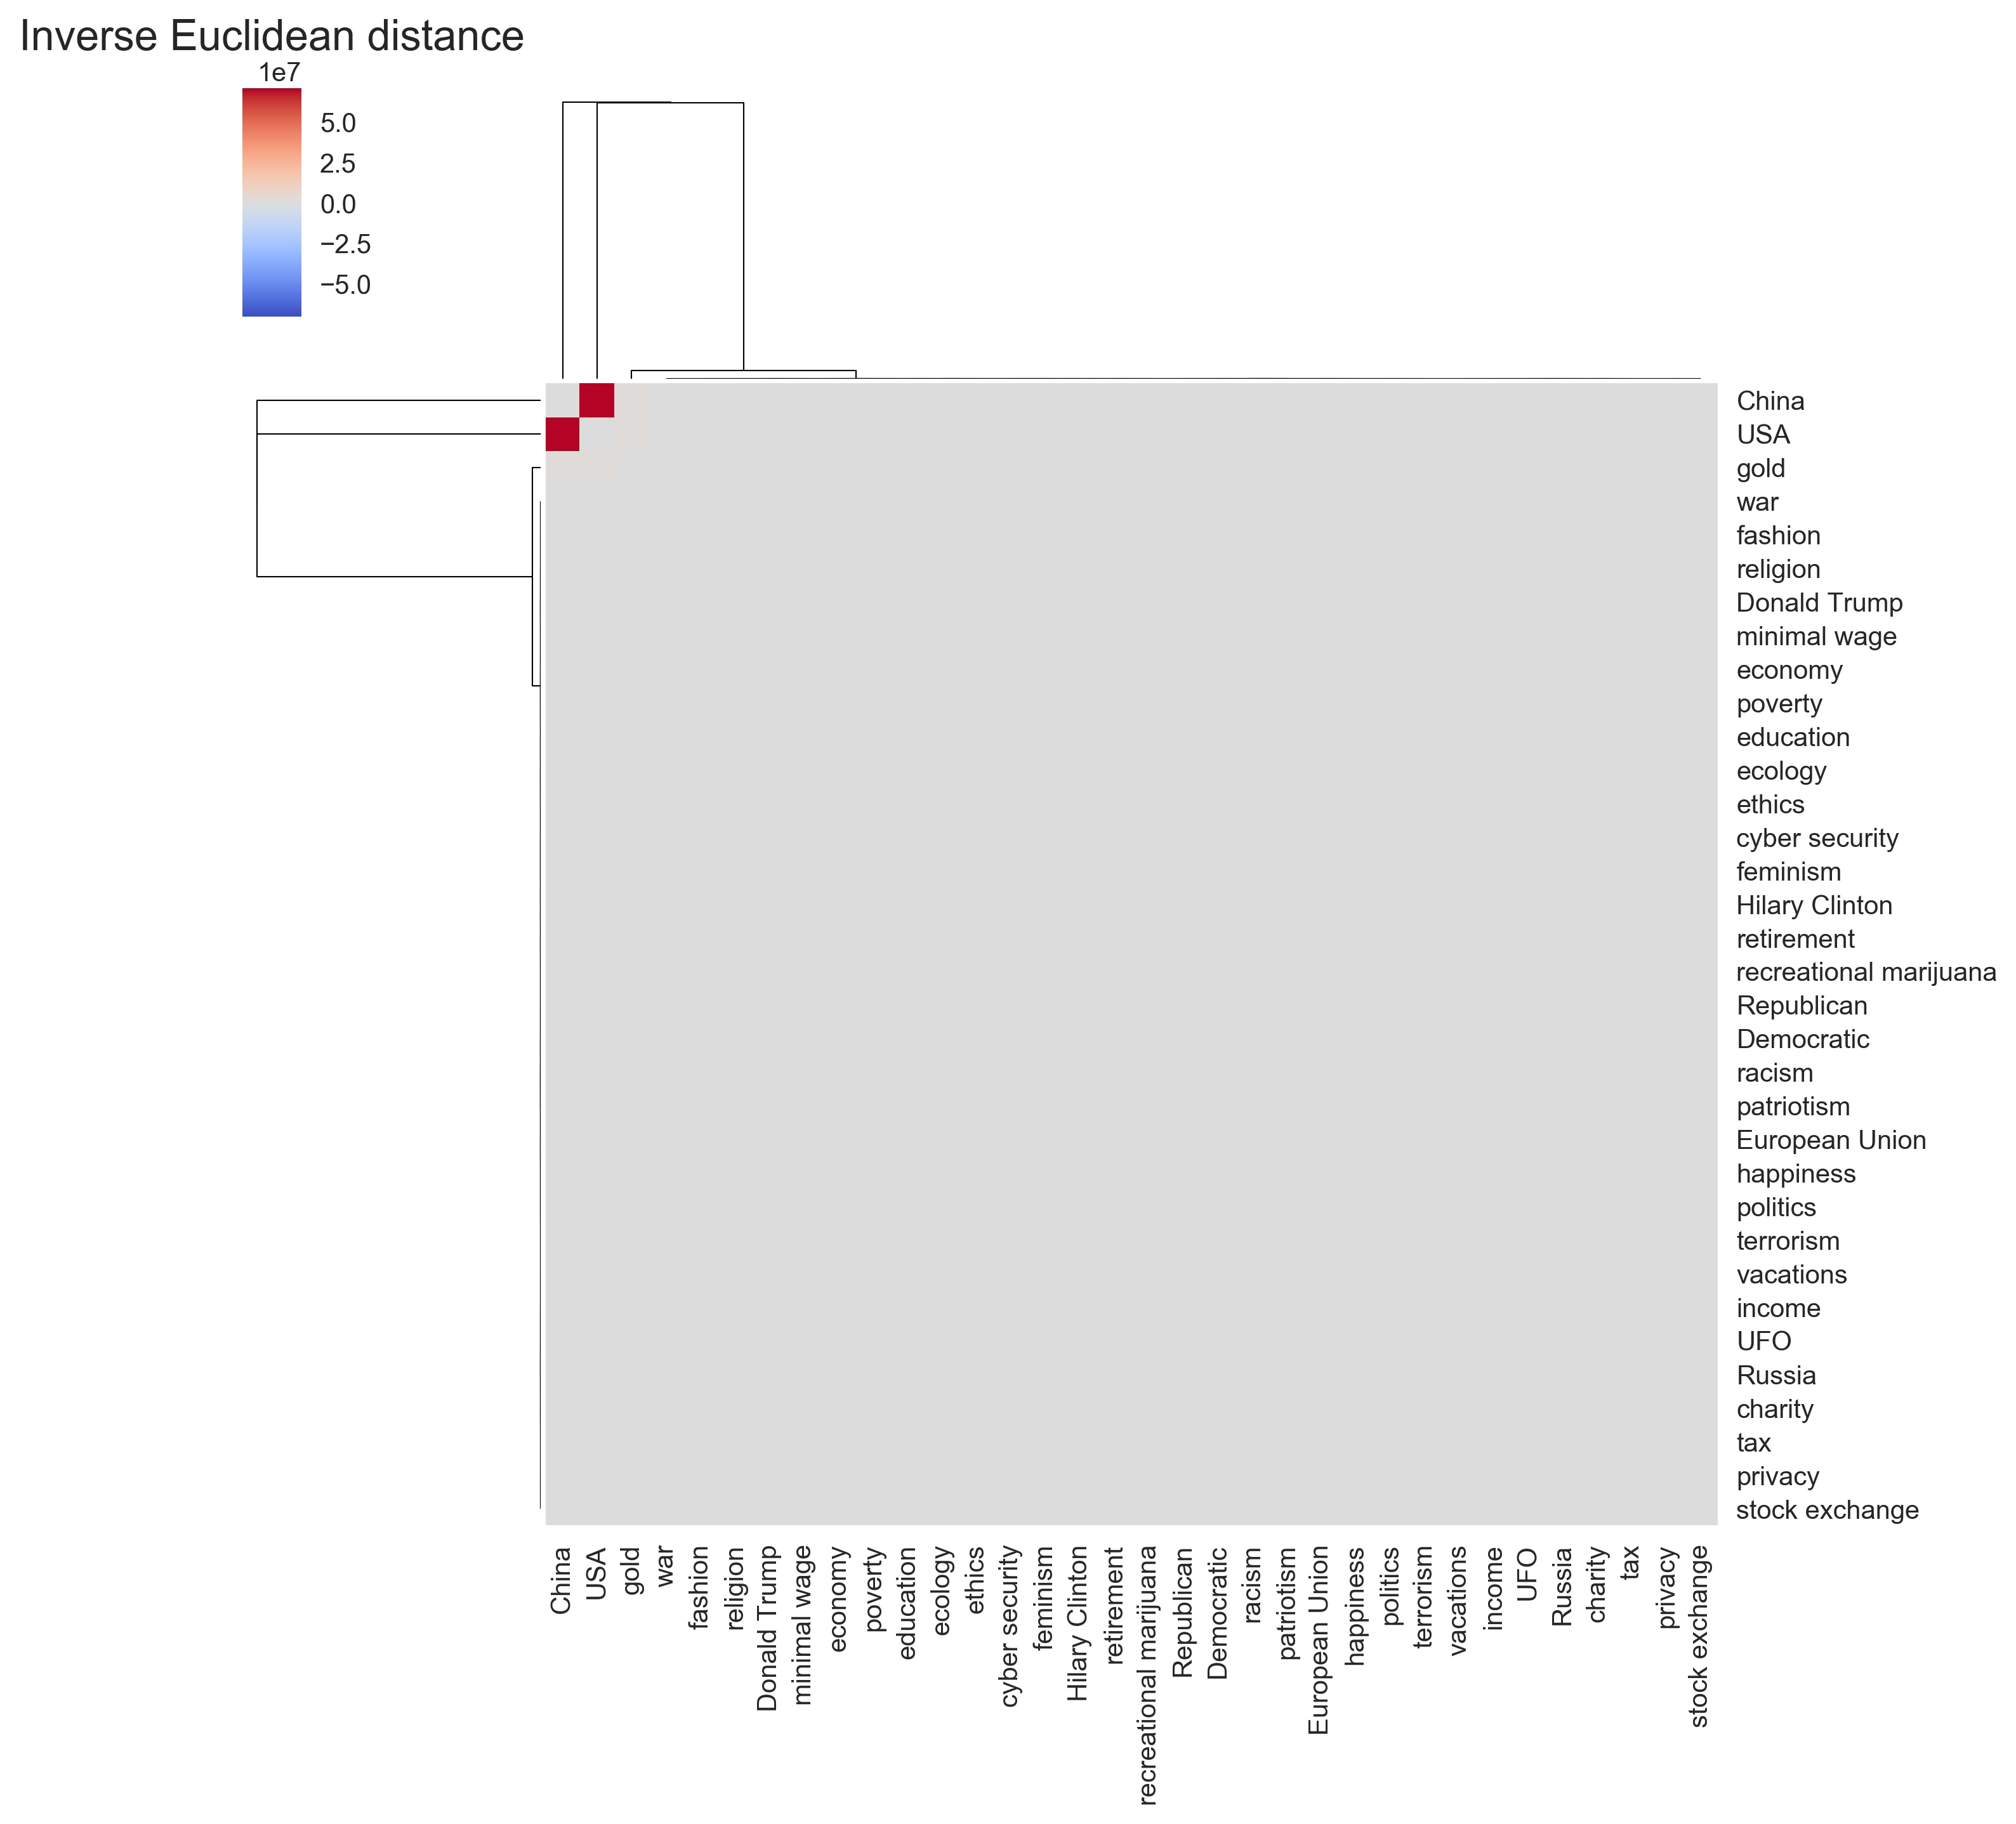 Inverse Euclidean distance
1e7
5.0
2.5
0.0
−2.5
−5.0
China
USA
gold
war
fashion
religion
Donald Trump
minimal wage
economy
poverty
education
ecology
ethics
cyber security
feminism
Hilary Clinton
retirement
recreational marijuana
Republican
Democratic
racism
patriotism
European Union
happiness
politics
terrorism
vacations
income
UFO
Russia
charity
tax
privacy
stock exchange
China
USA
gold
war
fashion
religion
Donald Trump
minimal wage
economy
poverty
education
ecology
ethics
cyber security
feminism
Hilary Clinton
retirement
recreational marijuana
Republican
Democratic
racism
patriotism
European Union
happiness
politics
terrorism
vacations
income
UFO
Russia
charity
tax
privacy
stock exchange